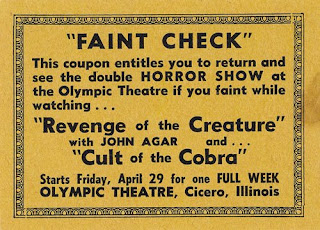 "FAINT CHECK"
This coupon entitles you to return and
see the double HORROR SHOW at
the Olympic Theatre if you faint while
watching . . .
"Revenge of the Creature"
with JOHN AGAR and . . .
"Cult of the Cobra"
Starts Friday, April 29 for one FULL WEEK
OLYMPIC THEATRE, Cicero, Illinois